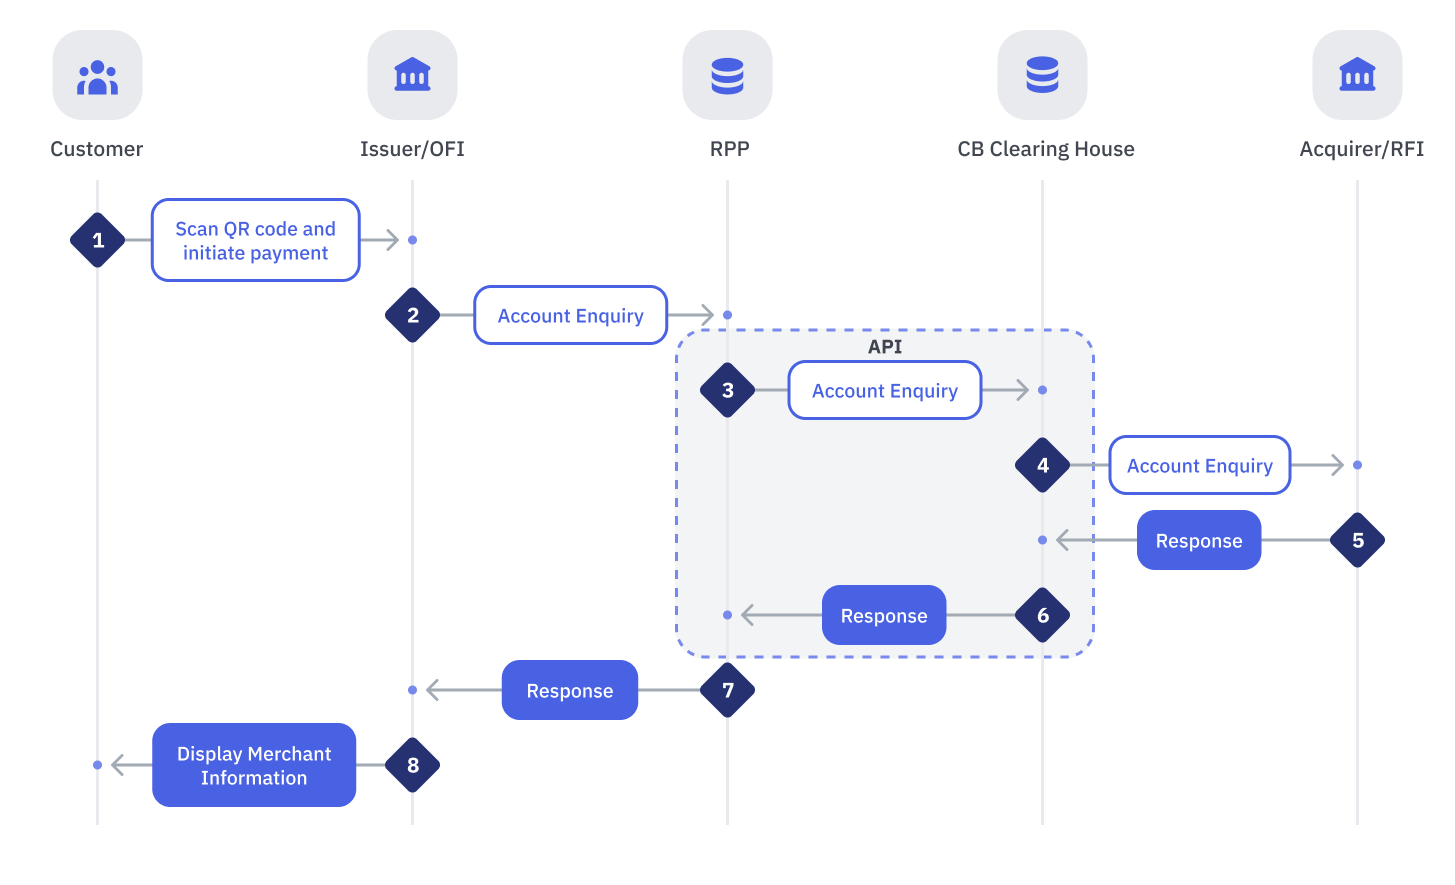 Customer
Issuer/OFI
RPP
CB Clearing House
Acquirer/RFI
1
Scan QR code and
initiate payment
2
Account Enquiry
API
3
Account Enquiry
4
Account Enquiry
Response
5
Response
6
Response
7
Display Merchant
Information
8